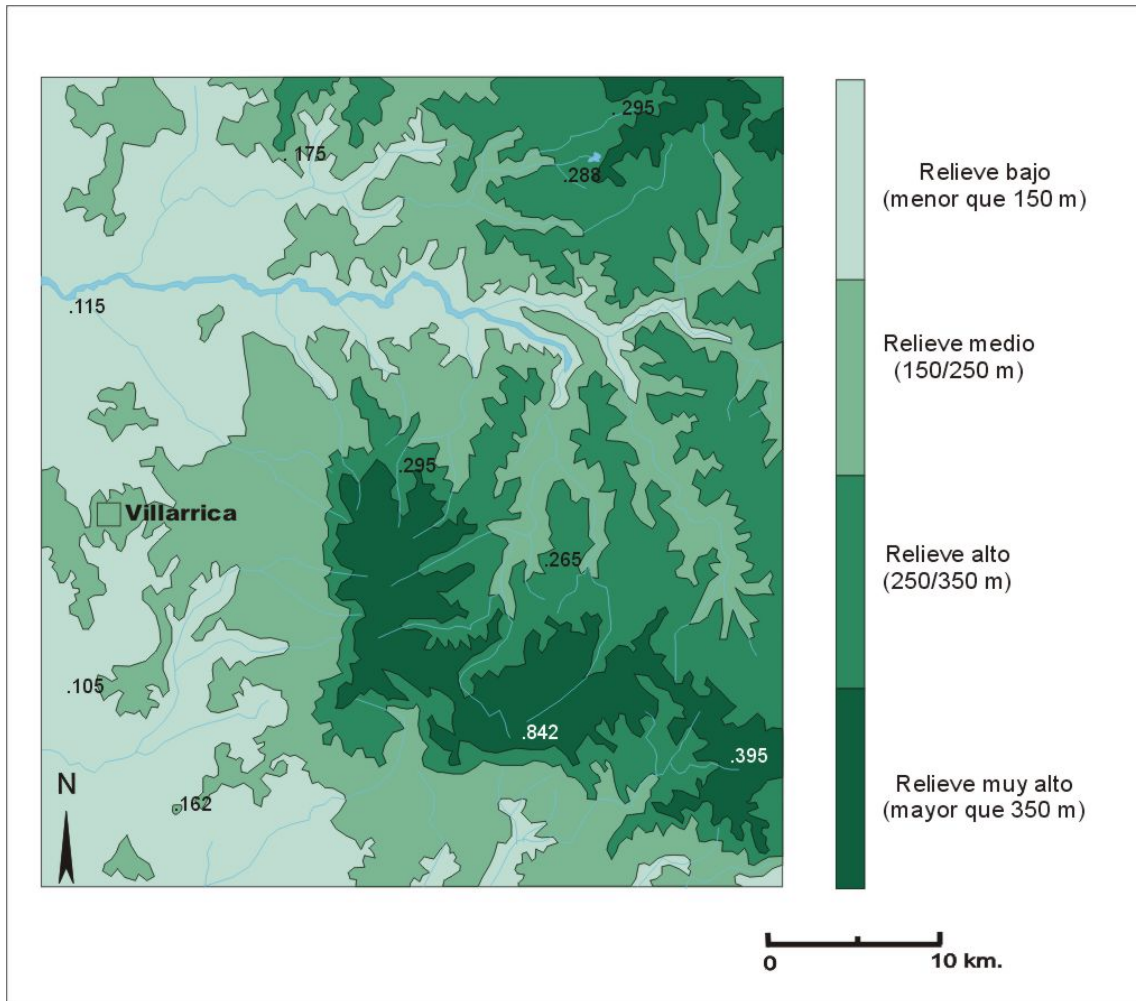 .295
.175
.288
.115
.295
Villarrica
.265
.105
.842
.395
.162
N
Relieve bajo
(menor que 150 m)
Relieve medio
(150/250 m)
Relieve alto
(250/350 m)
Relieve muy alto
(mayor que 350 m)
0
10 km.